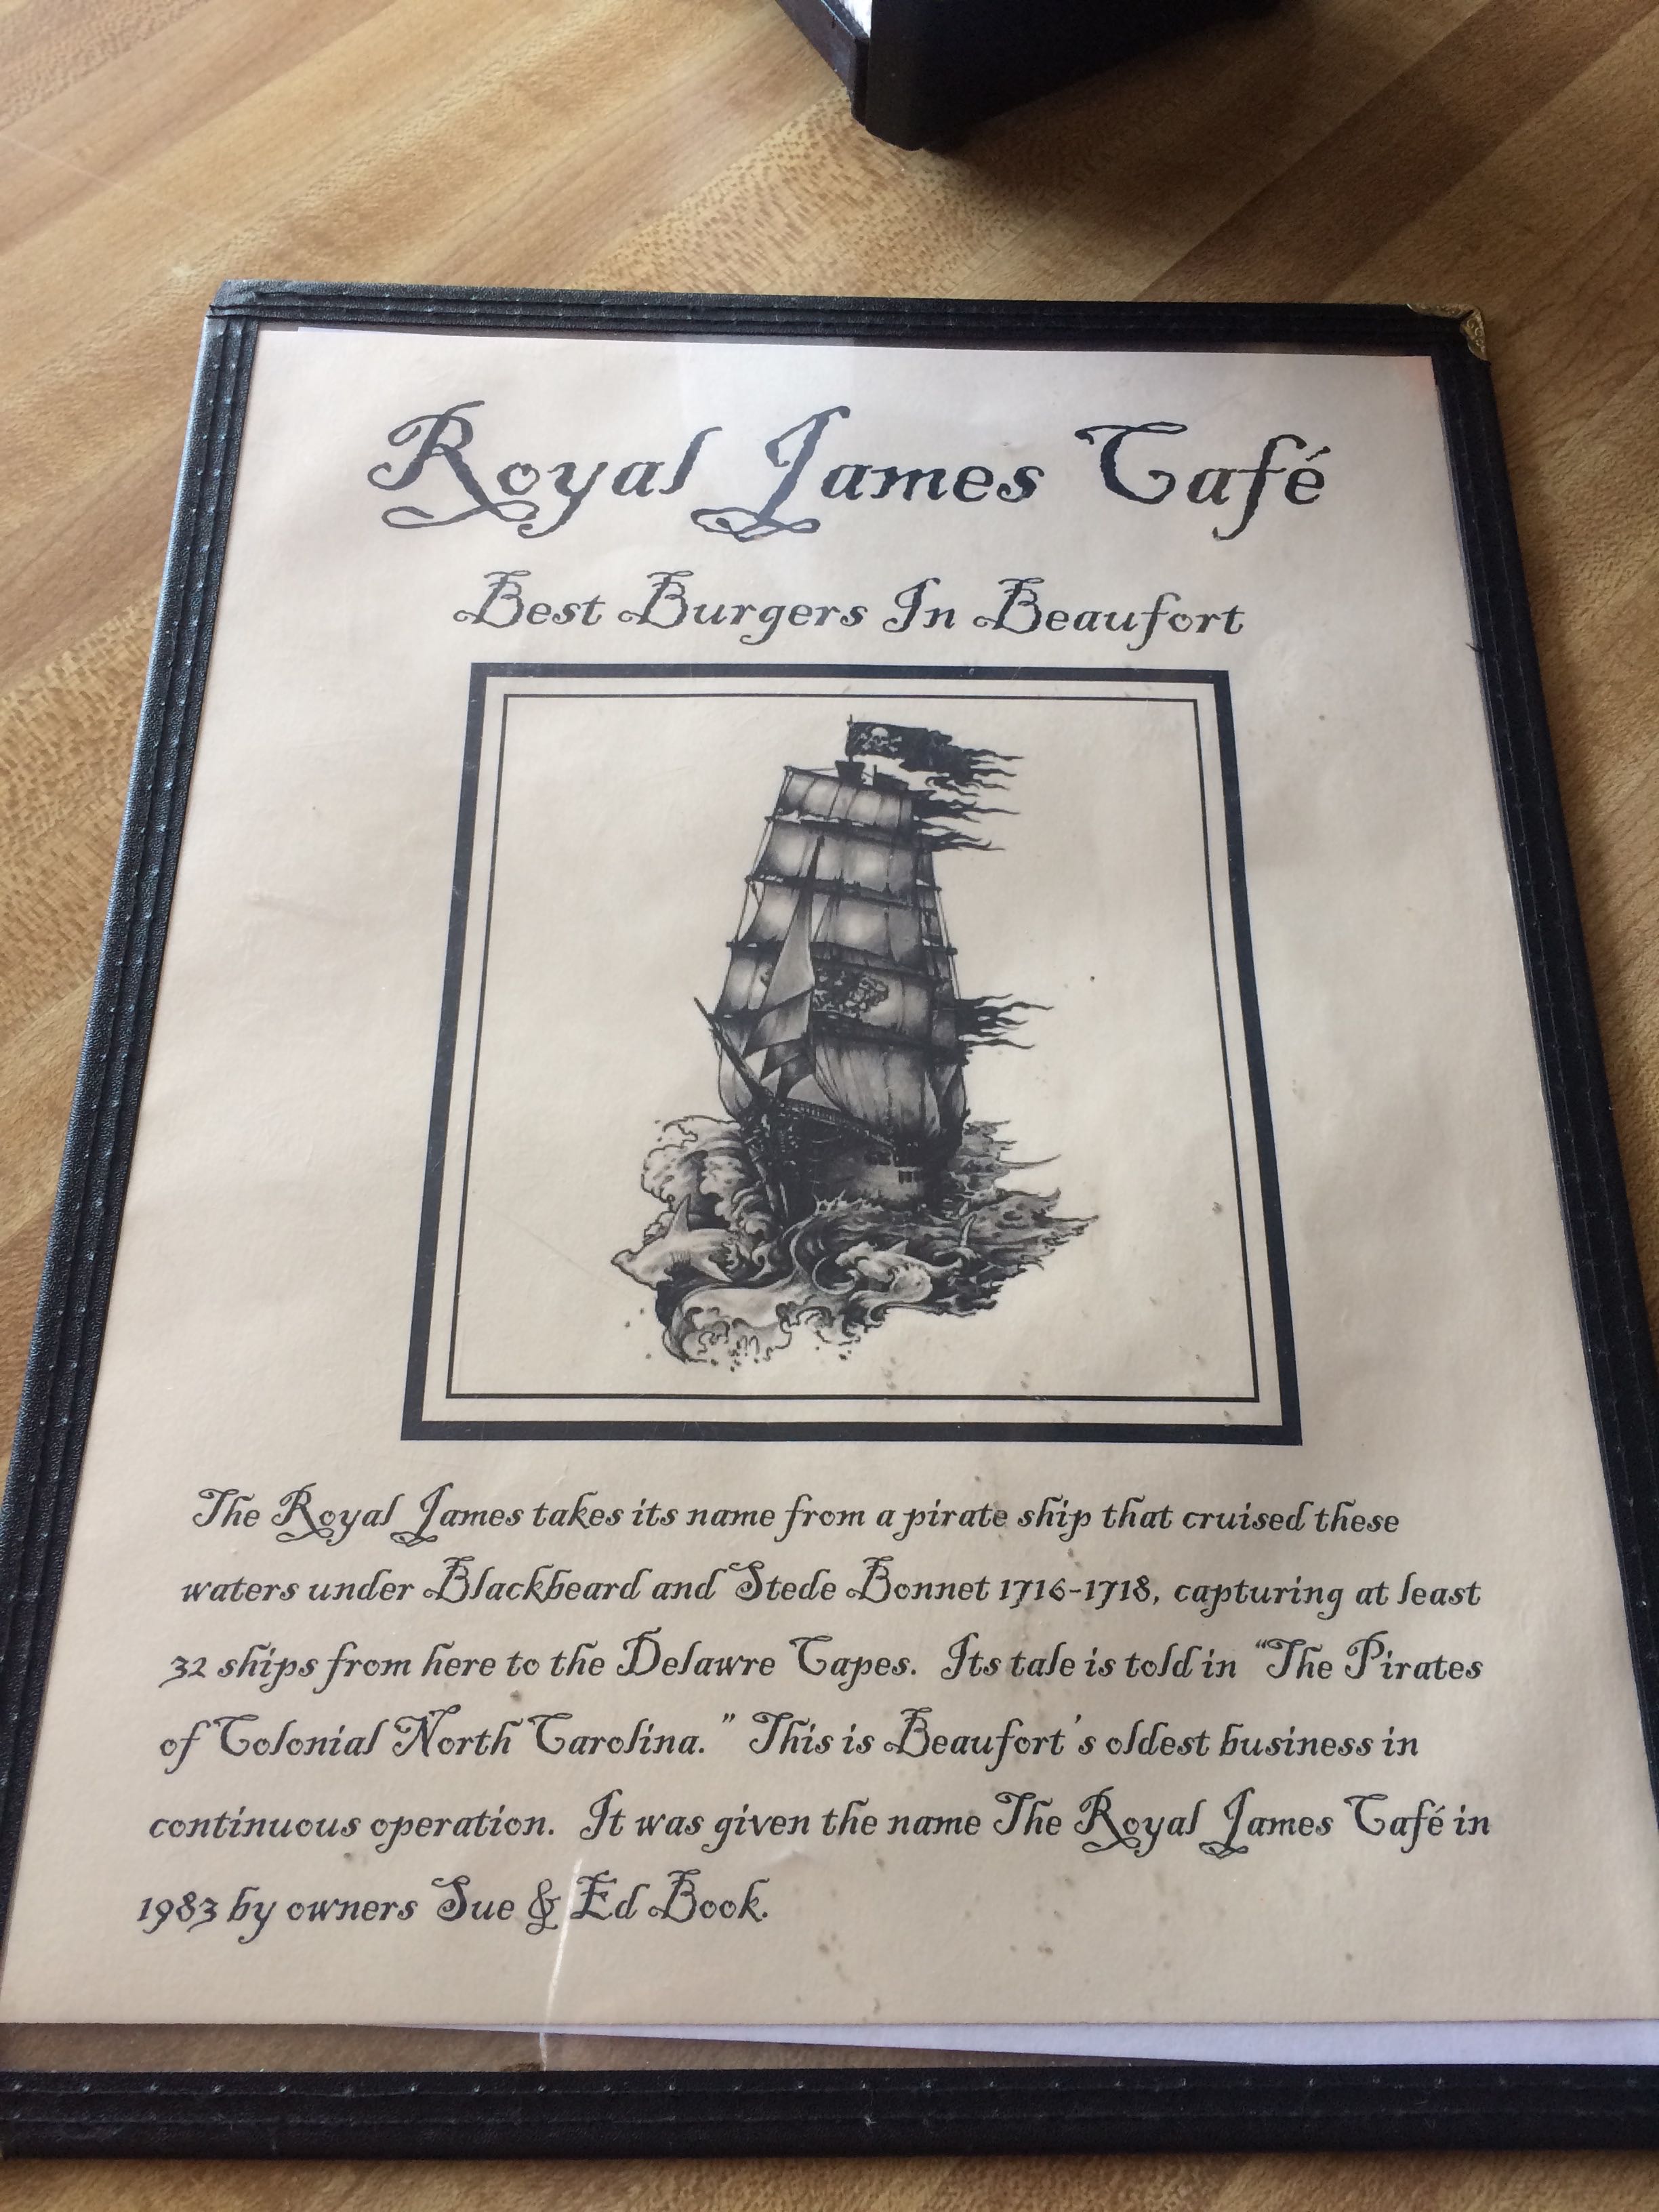 Royal James Café
Best Burgers In Beaufort
The Royal James takes its name from a pirate ship that cruised these
waters under Blackbeard and Stede Bonnet 1716-1718, capturing at least
32 ships from here to the Delawre Capes. Its tale is told in “The Pirates
of Colonial North Carolina.” This is Beaufort's oldest business in
continuous operation. It was given the name The Royal James Café in
1983 by owners Sue & Ed Book.